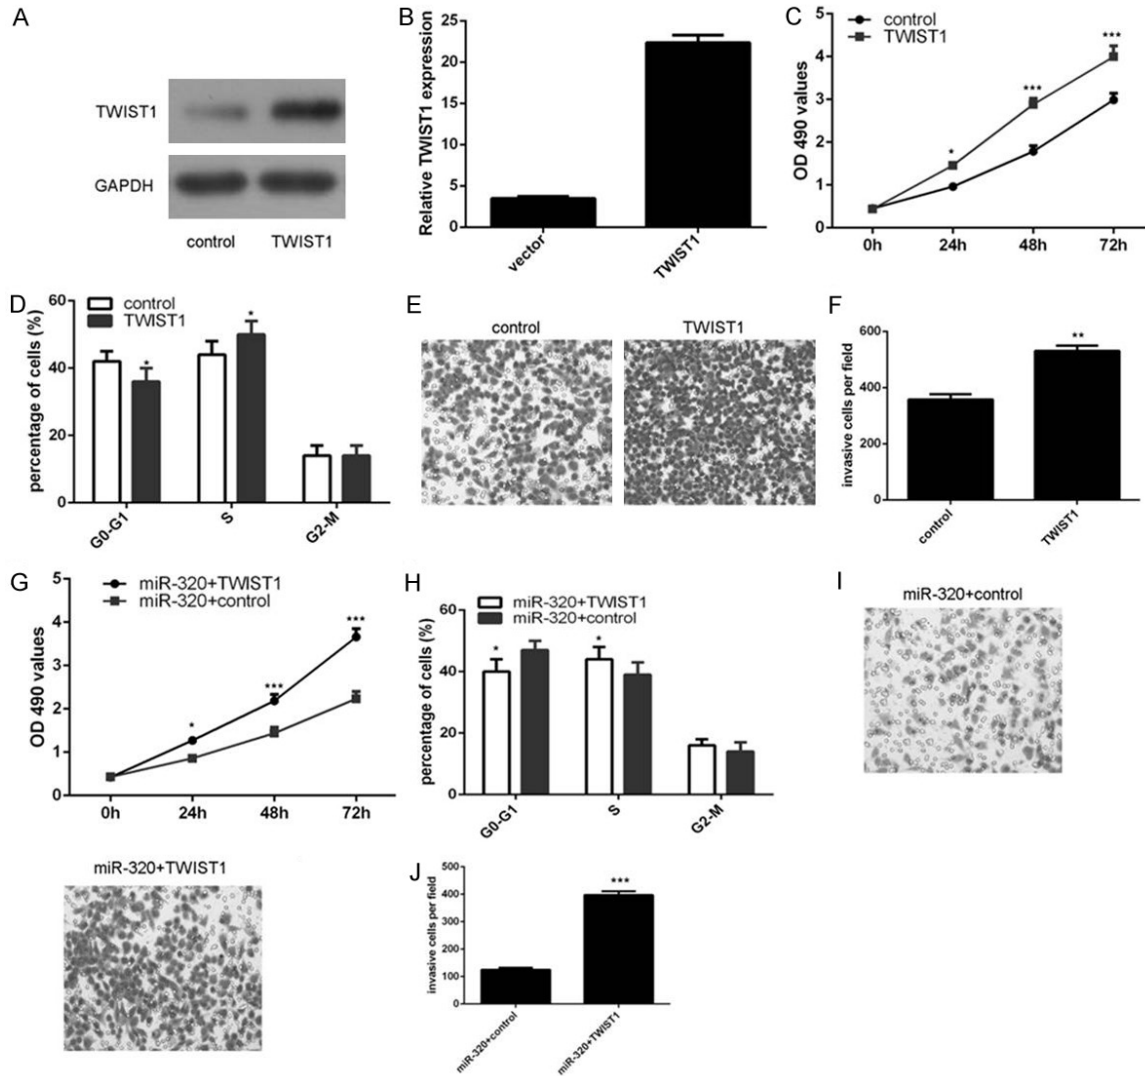 A
TWIST1
GAPDH
control TWIST1
B
Relative TWIST1 expression
25
20
15
10
5
0
vector
TWIST1
C
control
TWIST1
OD 490 values
5
4
3
2
1
0
*
***
***
0h 24h 48h 72h
D
control
TWIST1
percentage of cells (%)
60
40
20
0
*
*
G0-G1
S
G2-M
E
control TWIST1
F
invasive cells per field
600
400
200
0
**
control
TWIST1
G
miR-320+TWIST1
miR-320+control
OD 490 values
5
4
3
2
1
0
*
***
***
0h 24h 48h 72h
H
miR-320+TWIST1
miR-320+control
percentage of cells (%)
60
40
20
0
*
*
G0-G1
S
G2-M
I
miR-320+control
miR-320+TWIST1
J
invasive cells per field
500
400
300
200
100
0
***
miR-320+control
miR-320+TWIST1